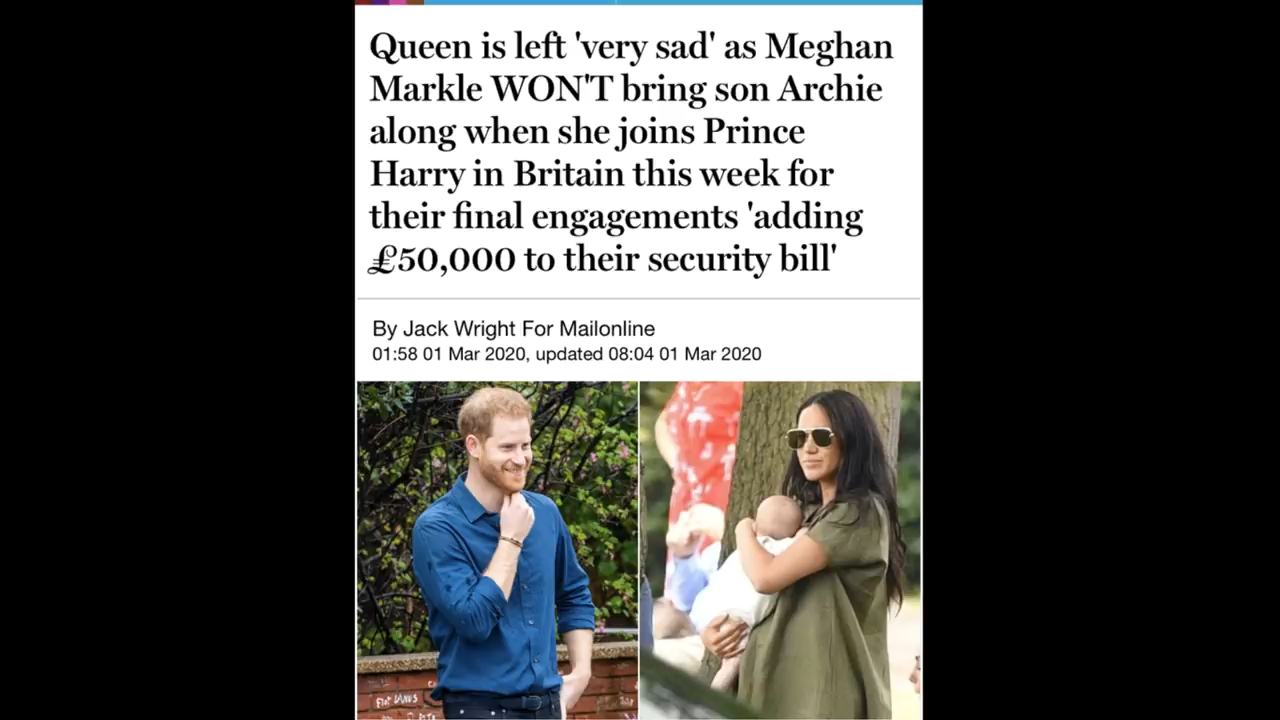 Queen is left 'very sad' as Meghan
Markle WON'T bring son Archie
along when she joins Prince
Harry in Britain this week for
their final engagements 'adding
£50,000 to their security bill'
By Jack Wright For Mailonline
01:58 01 Mar 2020, updated 08:04 01 Mar 2020